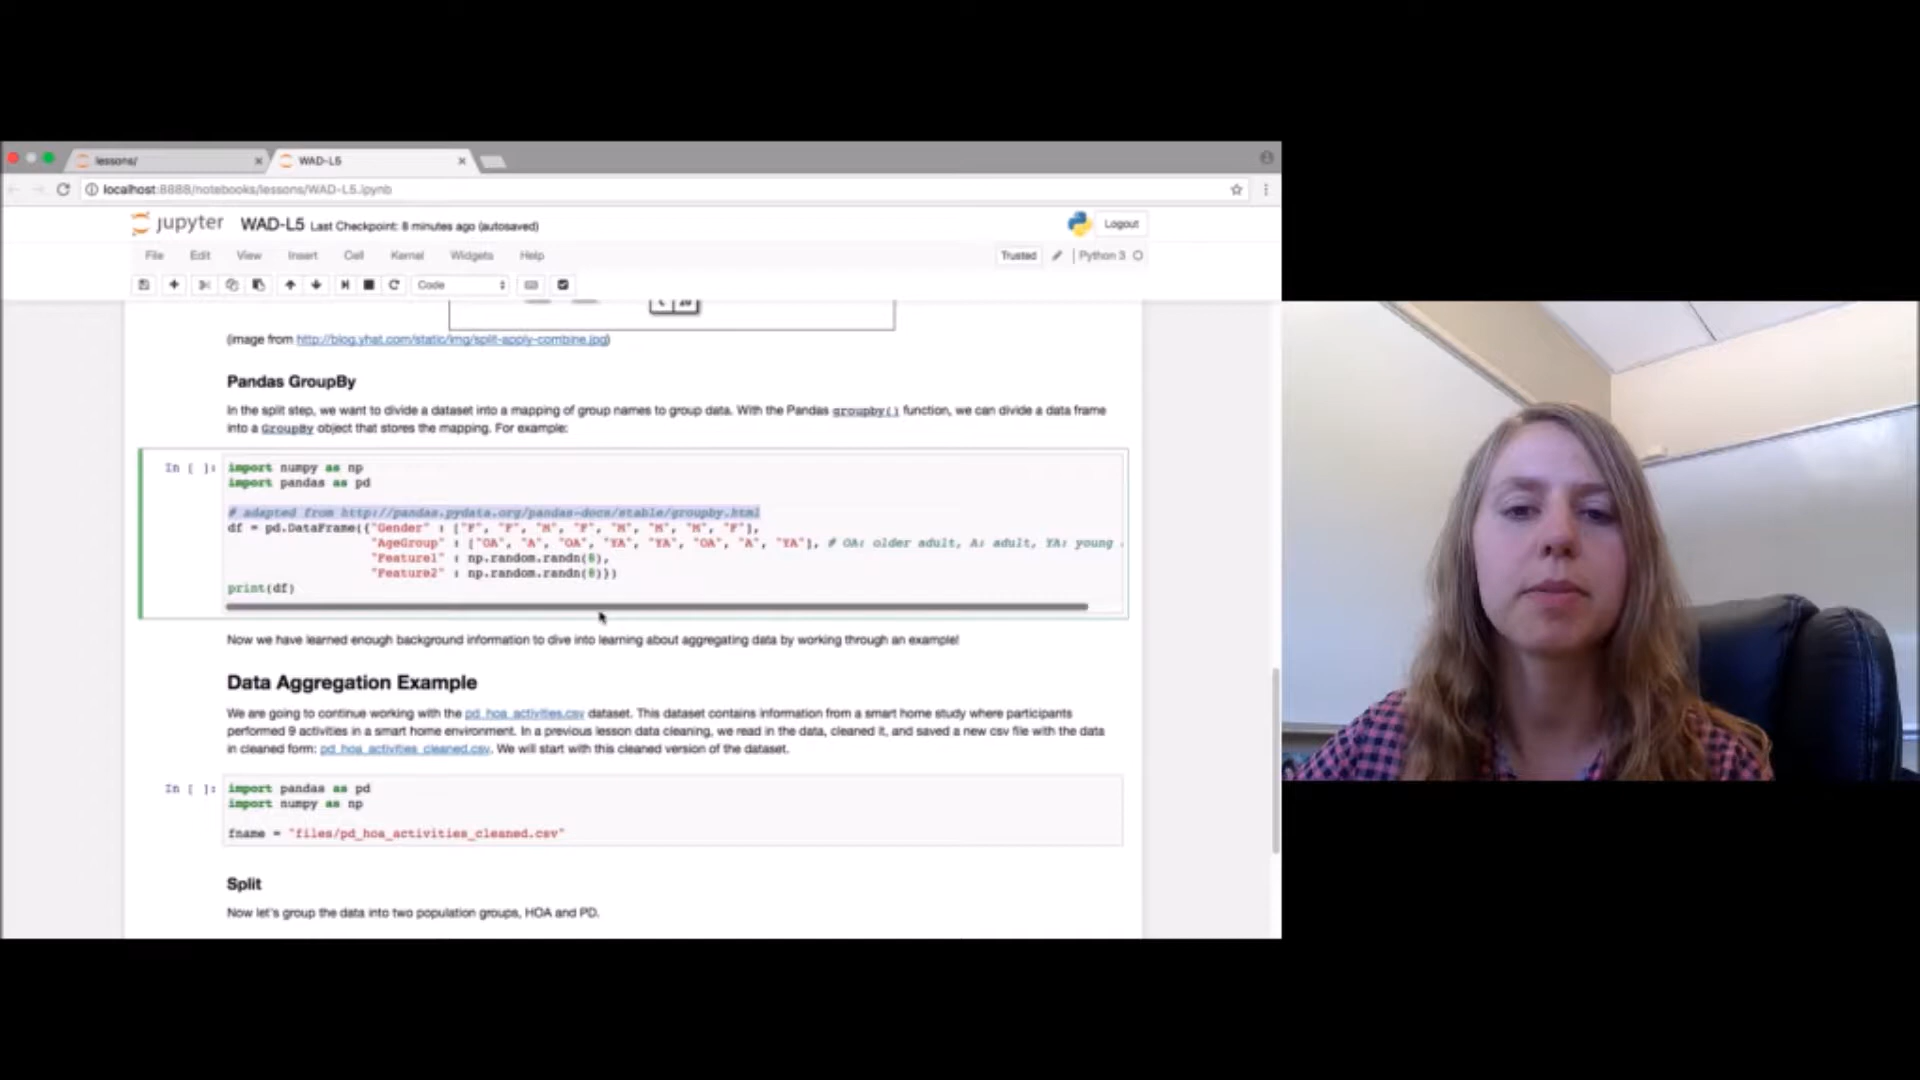 lessons/
WAD-L5
localhost:8888/notebooks/lessons/WAD-L5.ipynb
jupyter WAD-L5 Last Checkpoint: 8 minutes ago (autosaved)
Logout
File Edit View Insert Cell Kernel Widgets Help
Trusted
Python 3
Code
(image from http://blog.yhat.com/static/img/split-apply-combine.jpg)
Pandas GroupBy
In the split step, we want to divide a dataset into a mapping of group names to group data. With the Pandas groupby() function, we can divide a data frame
into a GroupBy object that stores the mapping. For example:
In [ ]: import numpy as np
import pandas as pd
# adapted from http://pandas.pydata.org/pandas-docs/stable/groupby.html
df = pd.DataFrame({"Gender" : ["F", "F", "M", "F", "M", "M", "M", "F"],
"AgeGroup" : ["OA", "A", "OA", "YA", "YA", "OA", "A", "YA"], # OA: older adult, A: adult, YA: young
"Feature1" : np.random.randn(8),
"Feature2" : np.random.randn(8)})
print(df)
Now we have learned enough background information to dive into learning about aggregating data by working through an example!
Data Aggregation Example
We are going to continue working with the pd_hoa_activities.csv dataset. This dataset contains information from a smart home study where participants
performed 9 activities in a smart home environment. In a previous lesson data cleaning, we read in the data, cleaned it, and saved a new csv file with the data
in cleaned form: pd_hoa_activities_cleaned.csv. We will start with this cleaned version of the dataset.
In [ ]: import pandas as pd
import numpy as np
fname = "files/pd_hoa_activities_cleaned.csv"
Split
Now let's group the data into two population groups, HOA and PD.